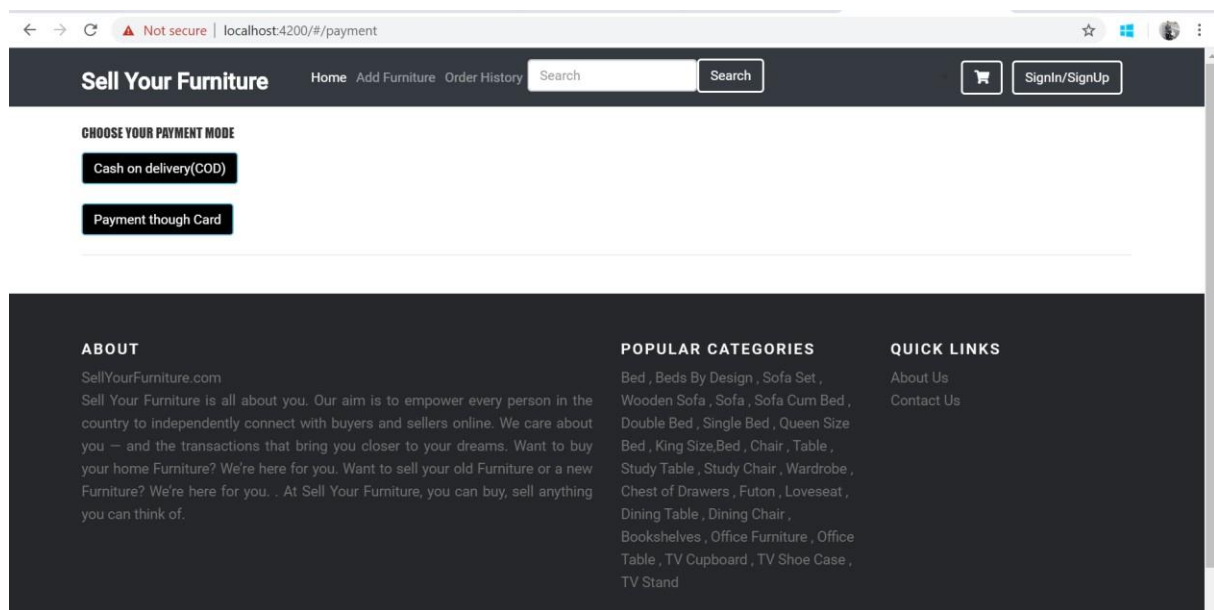 Not secure | localhost:4200/#/payment
Sell Your Furniture Home Add Furniture Order History Search Search SignIn/SignUp
CHOOSE YOUR PAYMENT MODE
Cash on delivery(COD)
Payment though Card
ABOUT
SellYourFurniture.com
Sell Your Furniture is all about you. Our aim is to empower every person in the
country to independently connect with buyers and sellers online. We care about
you — and the transactions that bring you closer to your dreams. Want to buy
your home Furniture? We're here for you. Want to sell your old Furniture or a new
Furniture? We're here for you. . At Sell Your Furniture, you can buy, sell anything
you can think of.
POPULAR CATEGORIES
Bed , Beds By Design , Sofa Set ,
Wooden Sofa , Sofa , Sofa Cum Bed ,
Double Bed , Single Bed , Queen Size
Bed , King Size,Bed , Chair , Table ,
Study Table , Study Chair , Wardrobe ,
Chest of Drawers , Futon , Loveseat ,
Dining Table , Dining Chair ,
Bookshelves , Office Furniture , Office
Table , TV Cupboard , TV Shoe Case ,
TV Stand
QUICK LINKS
About Us
Contact Us